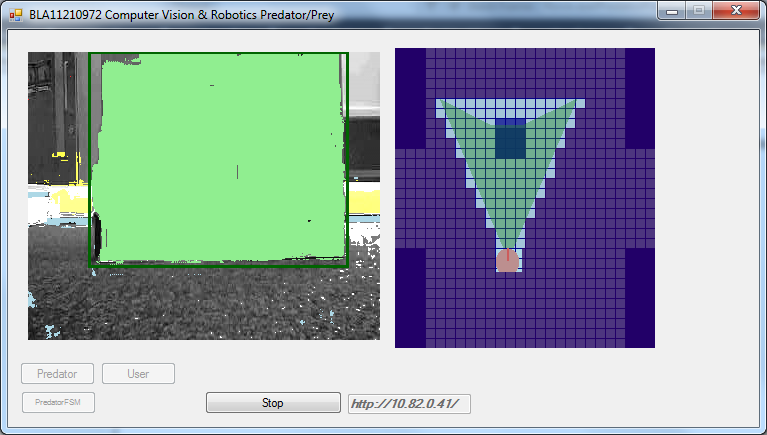 BLA11210972 Computer Vision & Robotics Predator/Prey
Predator
User
PredatorFSM
Stop
http://10.82.0.41/